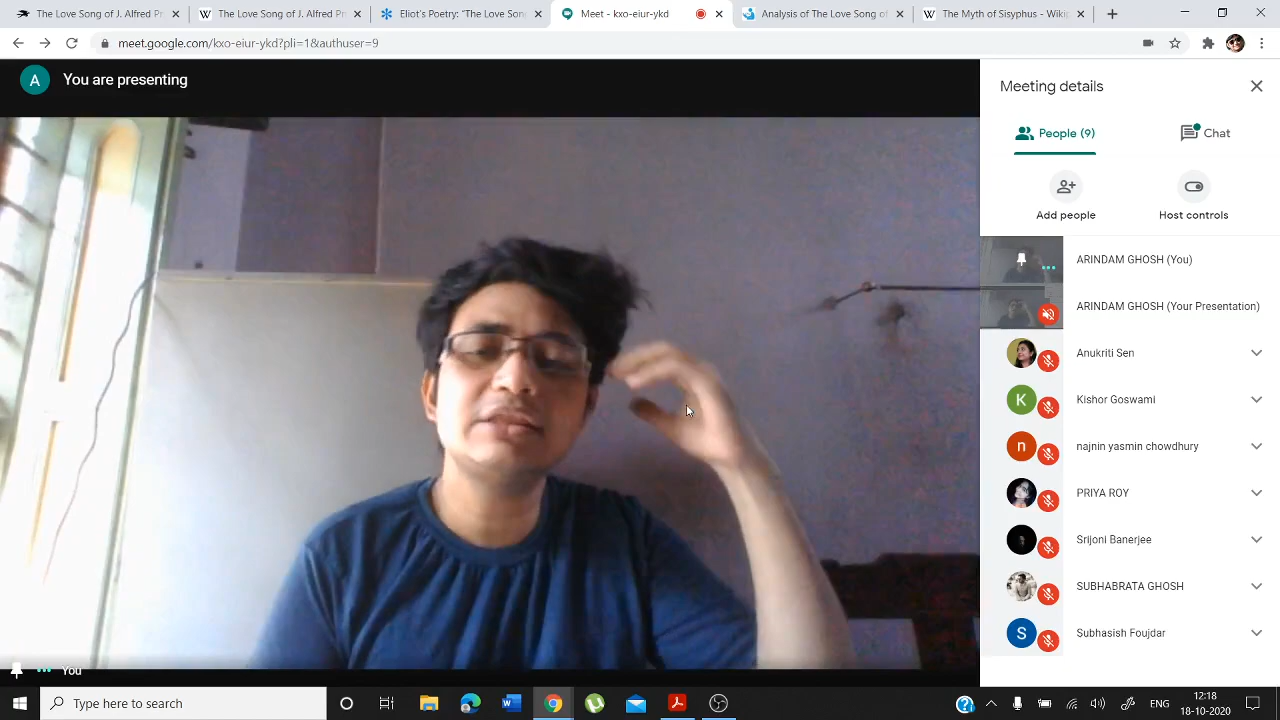 The Love Song of J. Alfred Pr
The Love Song of J. Alfred Pr
Eliot's Poetry: "The Love Son
Meet - kxo-eiur-ykd
Analysis of The Love Song of
The Myth of Sisyphus - Wikip
meet.google.com/kxo-eiur-ykd?pli=1&authuser=9
A
You are presenting
Meeting details
People (9)
Chat
Add people
Host controls
ARINDAM GHOSH (You)
ARINDAM GHOSH (Your Presentation)
Anukriti Sen
K
Kishor Goswami
n
najnin yasmin chowdhury
PRIYA ROY
Srijoni Banerjee
SUBHABRATA GHOSH
S
Subhasish Foujdar
You
Type here to search
ENG
12:18
18-10-2020